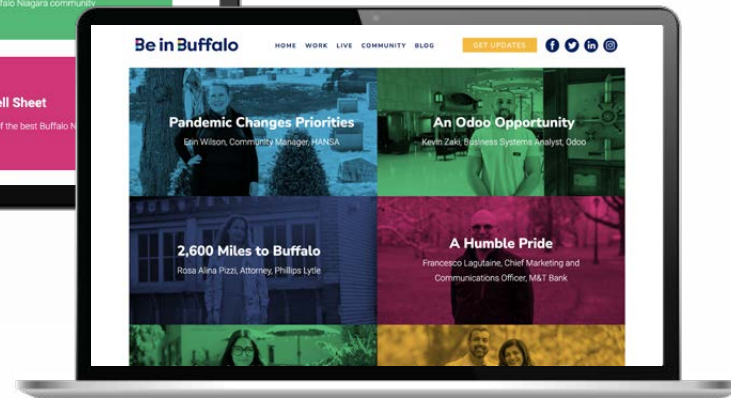 falo Niagara community
ell Sheet
of the best Buffalo N
Be in Buffalo
HOME WORK LIVE COMMUNITY BLOG
GET UPDATES
Pandemic Changes Priorities
Erin Wilson, Community Manager, HANSA
An Odoo Opportunity
Kevin Zaki, Business Systems Analyst, Odoo
2,600 Miles to Buffalo
Rosa Alina Pizzi, Attorney, Phillips Lytle
A Humble Pride
Francesco Lagutaine, Chief Marketing and
Communications Officer, M&T Bank